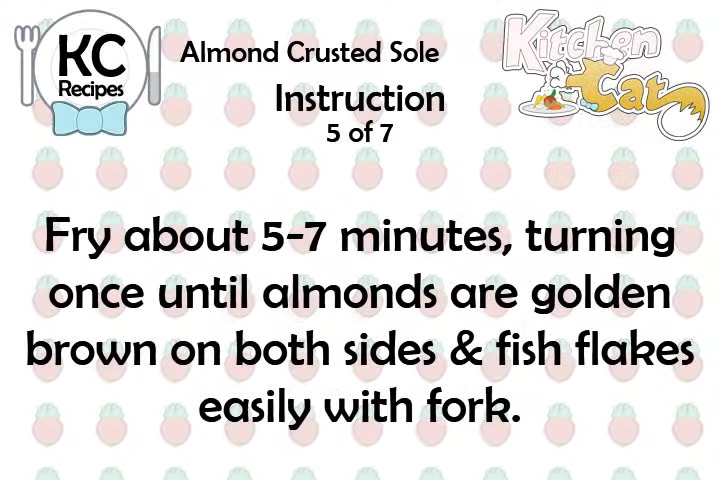 KC
Recipes
Almond Crusted Sole
Instruction
5 of 7
Kitchen
Cat
Fry about 5-7 minutes, turning
once until almonds are golden
brown on both sides & fish flakes
easily with fork.